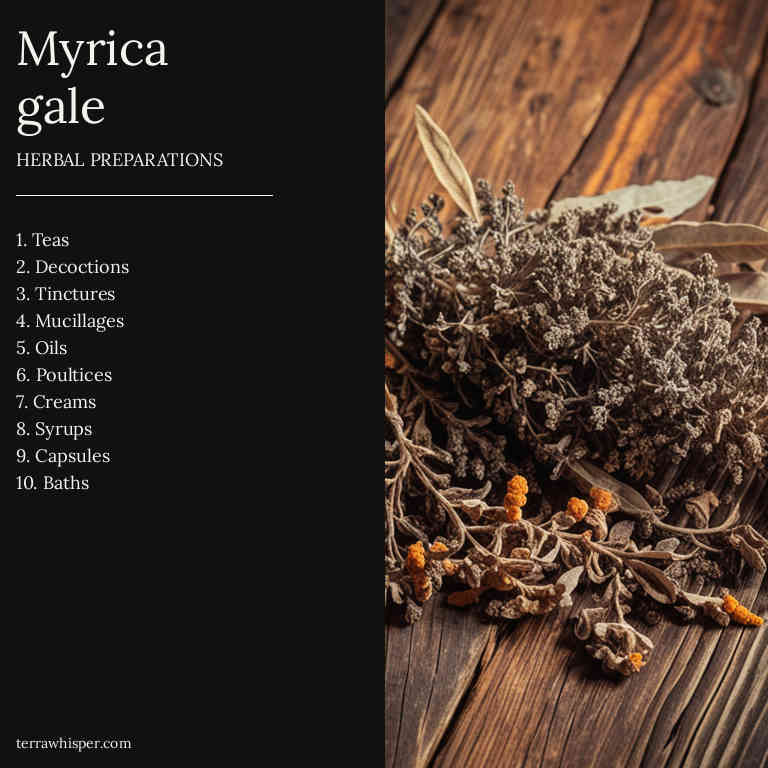 Myrica
gale
HERBAL PREPARATIONS
1. Teas
2. Decoctions
3. Tinctures
4. Mucillages
5. Oils
6. Poultices
7. Creams
8. Syrups
9. Capsules
10. Baths
terrawhisper.com